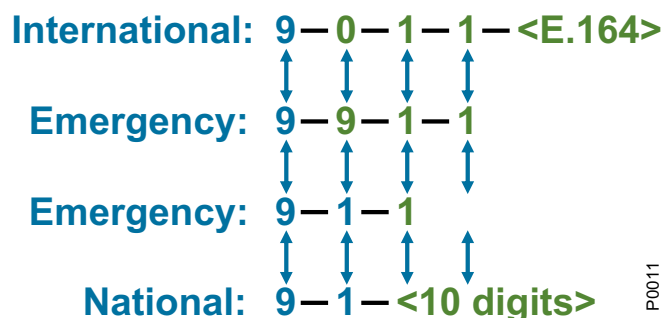 International: 9—0—1—1—<E.164>
Emergency: 9—9—1—1
Emergency: 9—1—1
National: 9—1—<10 digits>
P0011